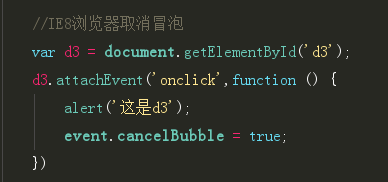 //IE8浏览器取消冒泡
var d3 = document.getElementById('d3');
d3.attachEvent('onclick',function () {
    alert('这是d3');
    event.cancelBubble = true;
})